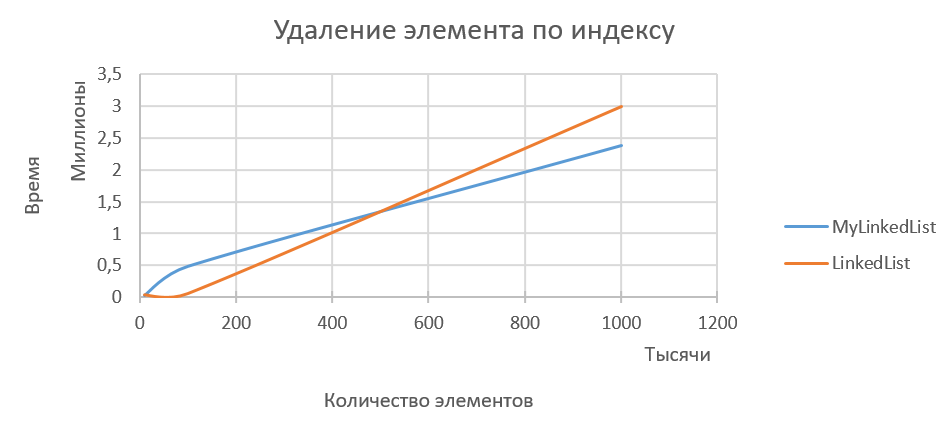 Удаление элемента по индексу
Время
Миллионы
3,5
3
2,5
2
1,5
1
0,5
0
0 200 400 600 800 1000 1200
Тысячи
Количество элементов
MyLinkedList
LinkedList